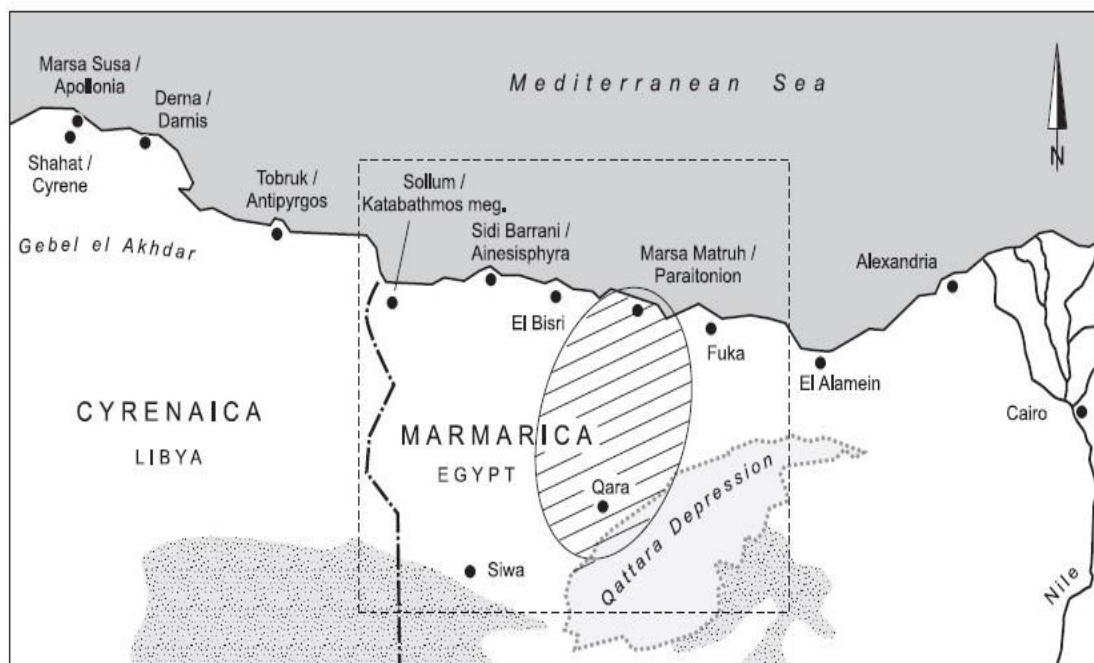 Marsa Susa /
Apollonia
Mediterranean Sea
Derna /
Darnis
N
Shahat /
Cyrene
Tobruk /
Antipyrgos
Sollum /
Katabathmos meg.
Gebel el Akhdar
Sidi Barrani /
Ainesisphyra
Marsa Matruh /
Paraitonion
Alexandria
El Bisri
Fuka
El Alamein
CYRENAICA
LIBYA
MARMARICA
EGYPT
Cairo
Qara
Qattara Depression
Siwa
Nile